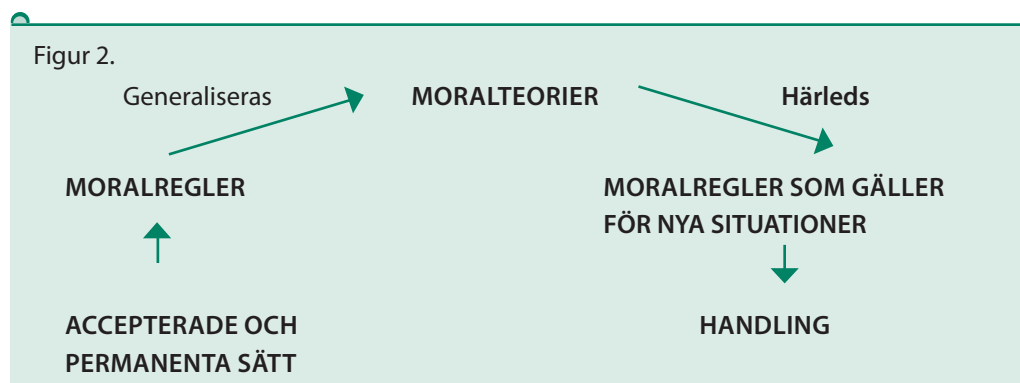 Figur 2.
Generaliseras
MORALTEORIER
Härleds
MORALREGLER
MORALREGLER SOM GÄLLER
FÖR NYA SITUATIONER
ACCEPTERADE OCH
PERMANENTA SÄTT
HANDLING